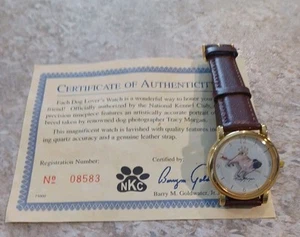 CERTIFICATE OF AUTHENTICITY
Each Dog Lover's Watch is a wonderful way to honor your
friend! Officially authorized by the National Kennel Club,
precision timepiece features an artistically accurate portrait
breed taken by renowned dog photographer Tracy Morgan.
This magnificent watch is lavished with quality features
quartz accuracy and a genuine leather strap.
Registration Number:
Certified by
No 08583
NKC
Barry M. Goldwater, Jr.